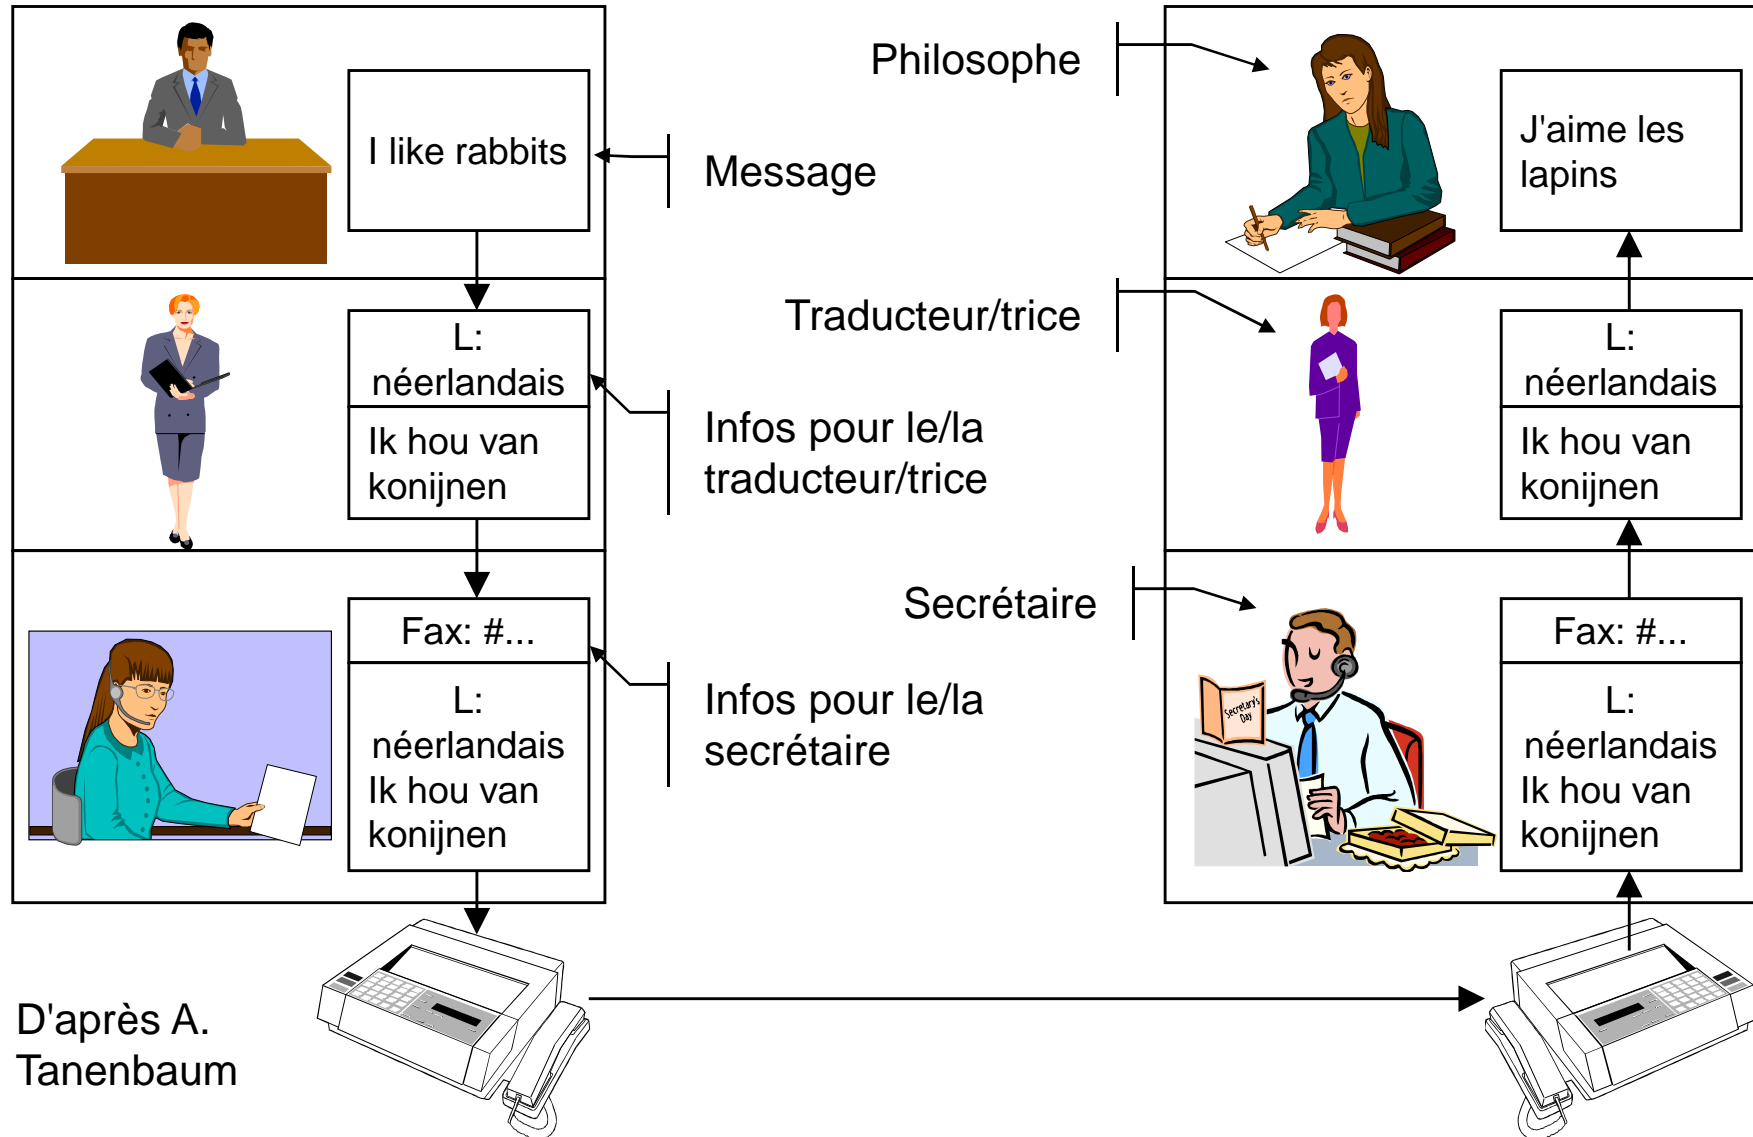 I like rabbits
Message
L:
néerlandais
Ik hou van
konijnen
Infos pour le/la
traducteur/trice
Fax: #...
L:
néerlandais
Ik hou van
konijnen
Infos pour le/la
secrétaire
D'après A.
Tanenbaum
Philosophe
J'aime les
lapins
Traducteur/trice
L:
néerlandais
Ik hou van
konijnen
Secrétaire
Secretary's
Day
Fax: #...
L:
néerlandais
Ik hou van
konijnen